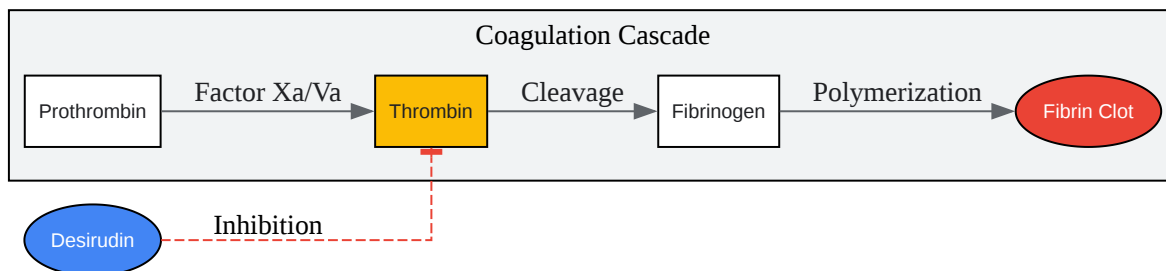 Coagulation Cascade
Prothrombin
Factor Xa/Va
Thrombin
Cleavage
Fibrinogen
Polymerization
Fibrin Clot
Desirudin
Inhibition